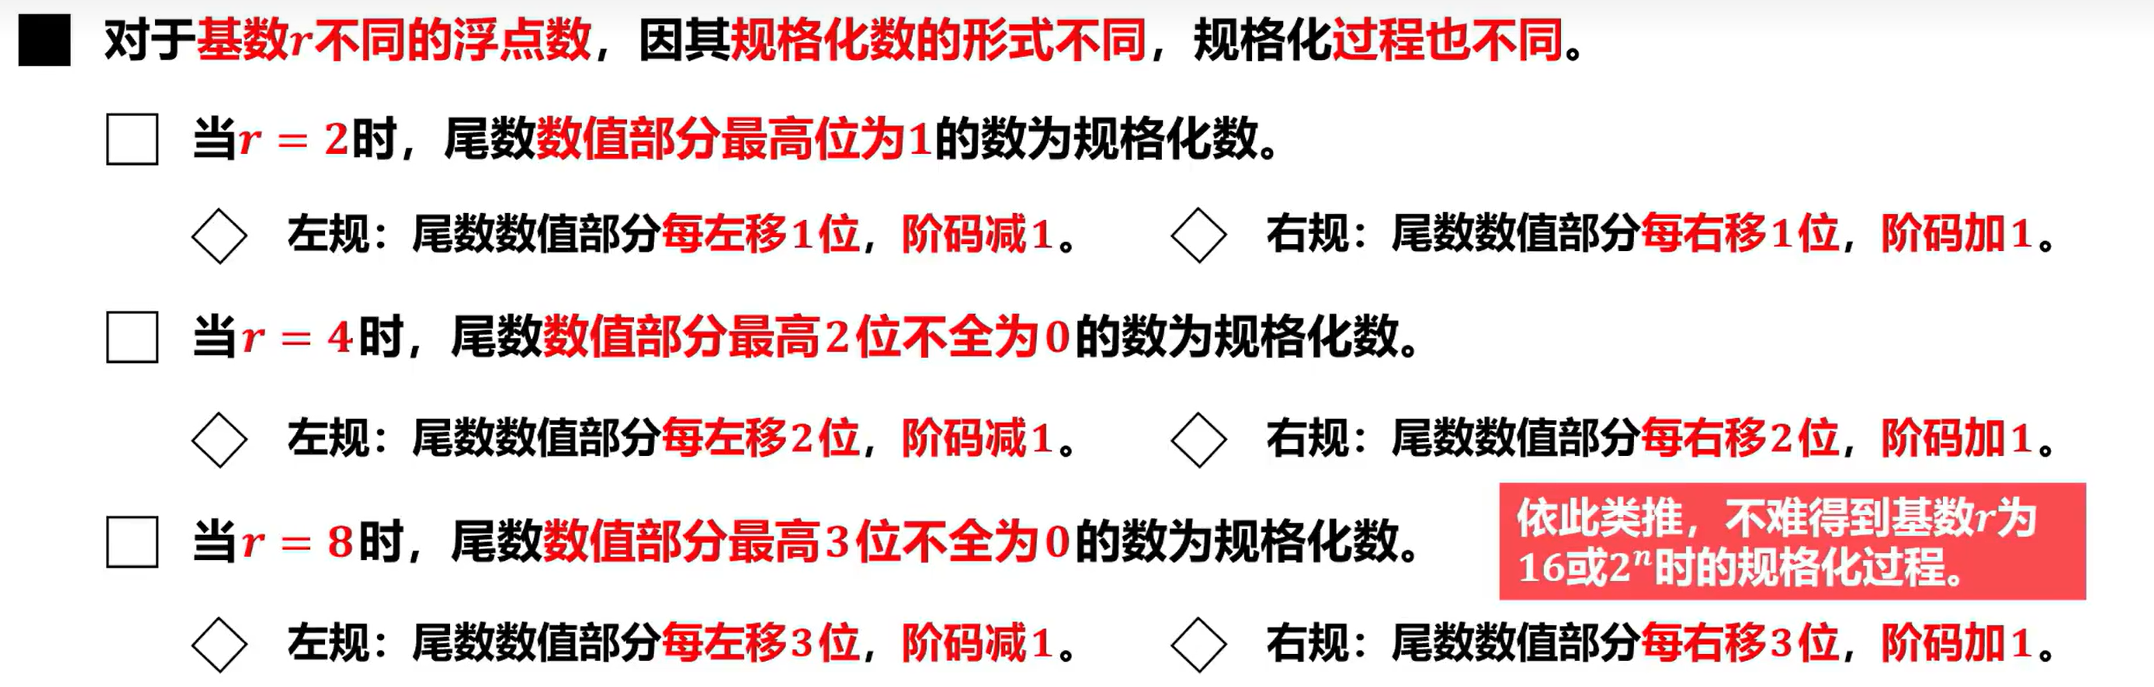 对于基数r不同的浮点数，因其规格化数的形式不同，规格化过程也不同。
当r = 2时，尾数数值部分最高位为1的数为规格化数。
左规：尾数数值部分每左移1位，阶码减1。 右规：尾数数值部分每右移1位，阶码加1。
当r = 4时，尾数数值部分最高2位不全为0的数为规格化数。
左规：尾数数值部分每左移2位，阶码减1。 右规：尾数数值部分每右移2位，阶码加1。
当r = 8时，尾数数值部分最高3位不全为0的数为规格化数。
依此类推，不难得到基数r为
16或2ⁿ时的规格化过程。
左规：尾数数值部分每左移3位，阶码减1。 右规：尾数数值部分每右移3位，阶码加1。